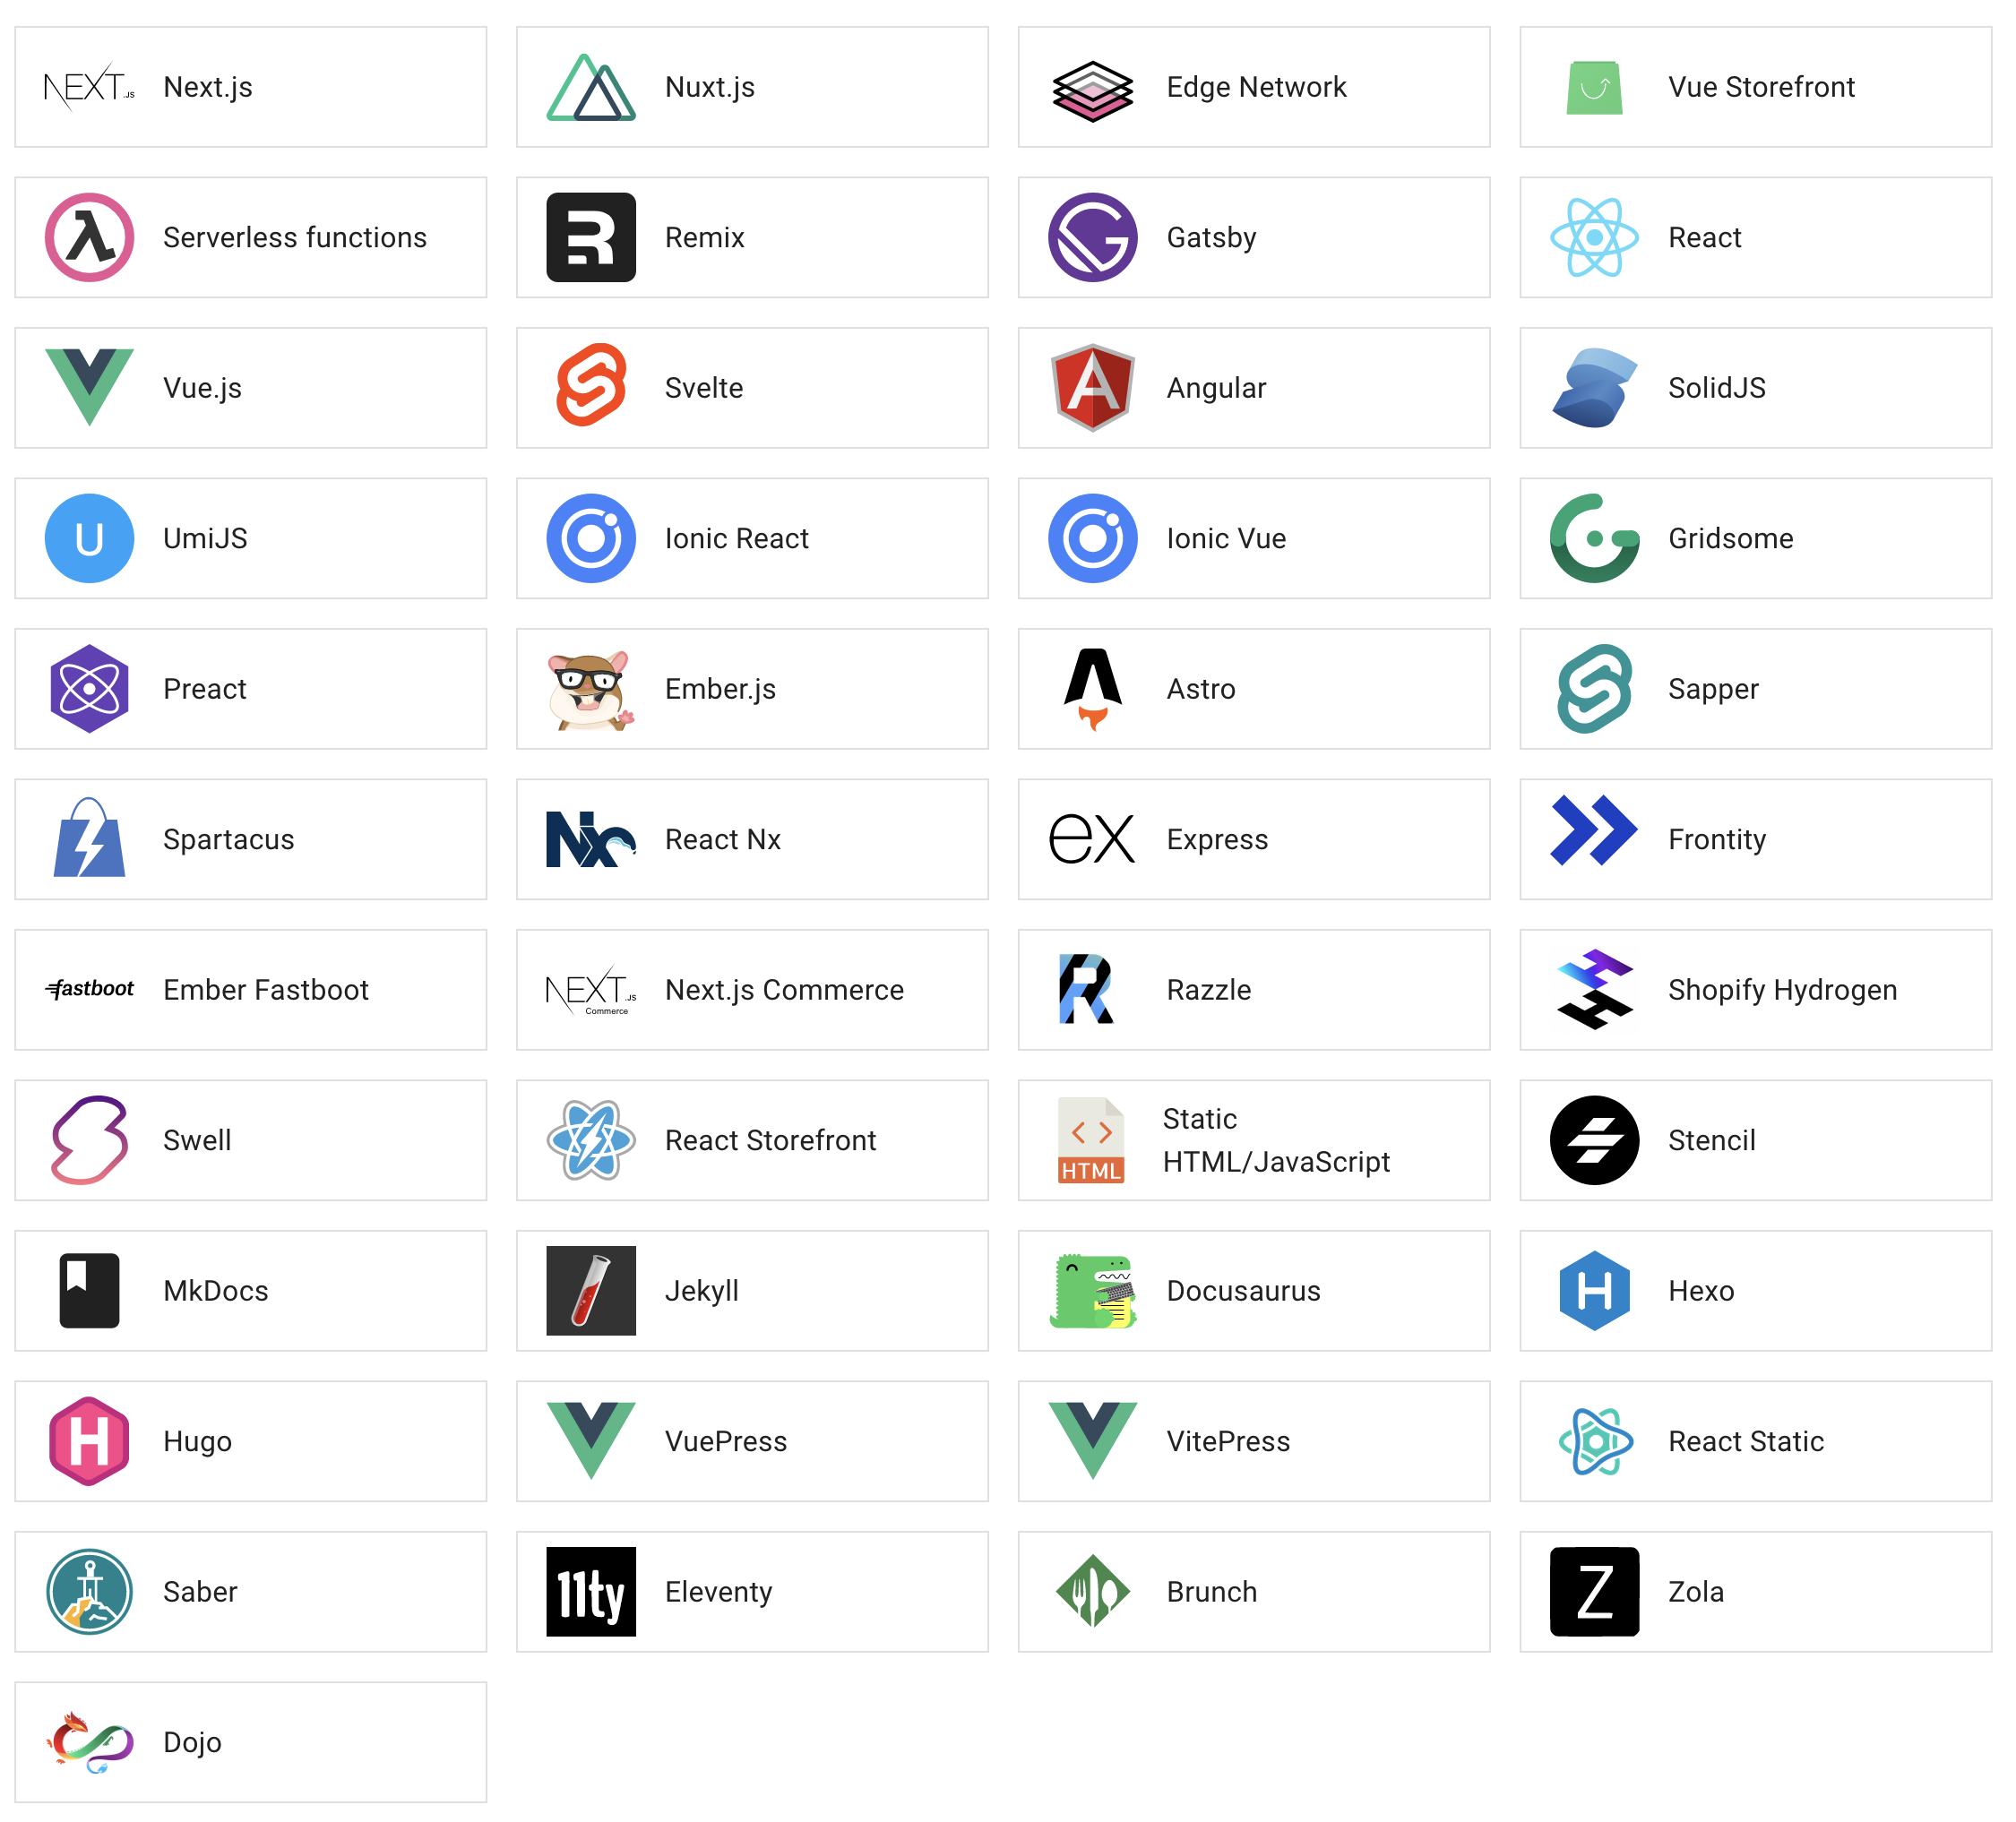 NEXT.JS Next.js
Nuxt.js
Edge Network
Vue Storefront
Serverless functions
R Remix
G Gatsby
React
Vue.js
Svelte
A Angular
SolidJS
U UmiJS
Ionic React
Ionic Vue
Gridsome
Preact
Ember.js
Astro
Sapper
Spartacus
Nx React Nx
ex Express
Frontity
fastboot Ember Fastboot
NEXT.JS
Commerce
Next.js Commerce
R Razzle
Shopify Hydrogen
Swell
React Storefront
HTML
Static
HTML/JavaScript
Stencil
MkDocs
Jekyll
Docusaurus
H Hexo
H Hugo
VuePress
VitePress
React Static
Saber
11ty Eleventy
Brunch
Z Zola
Dojo